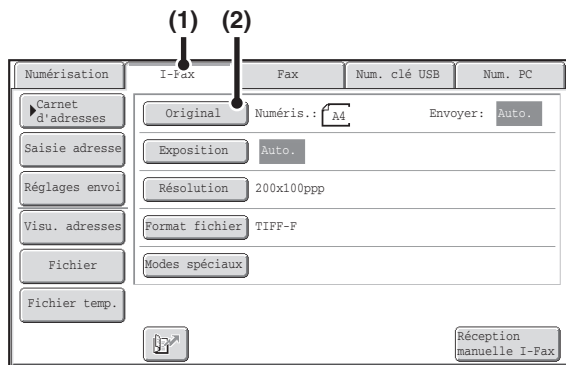 (1) (2)
Numérisation I-Fax Fax Num. clé USB Num. PC
Carnet d'adresses
Original Numéris.: A4 Envoyer: Auto.
Saisie adresse
Exposition Auto.
Réglages envoi
Résolution 200x100ppp
Visu. adresses
Format fichier TIFF-F
Fichier
Modes spéciaux
Fichier temp.
Réception
manuelle I-Fax